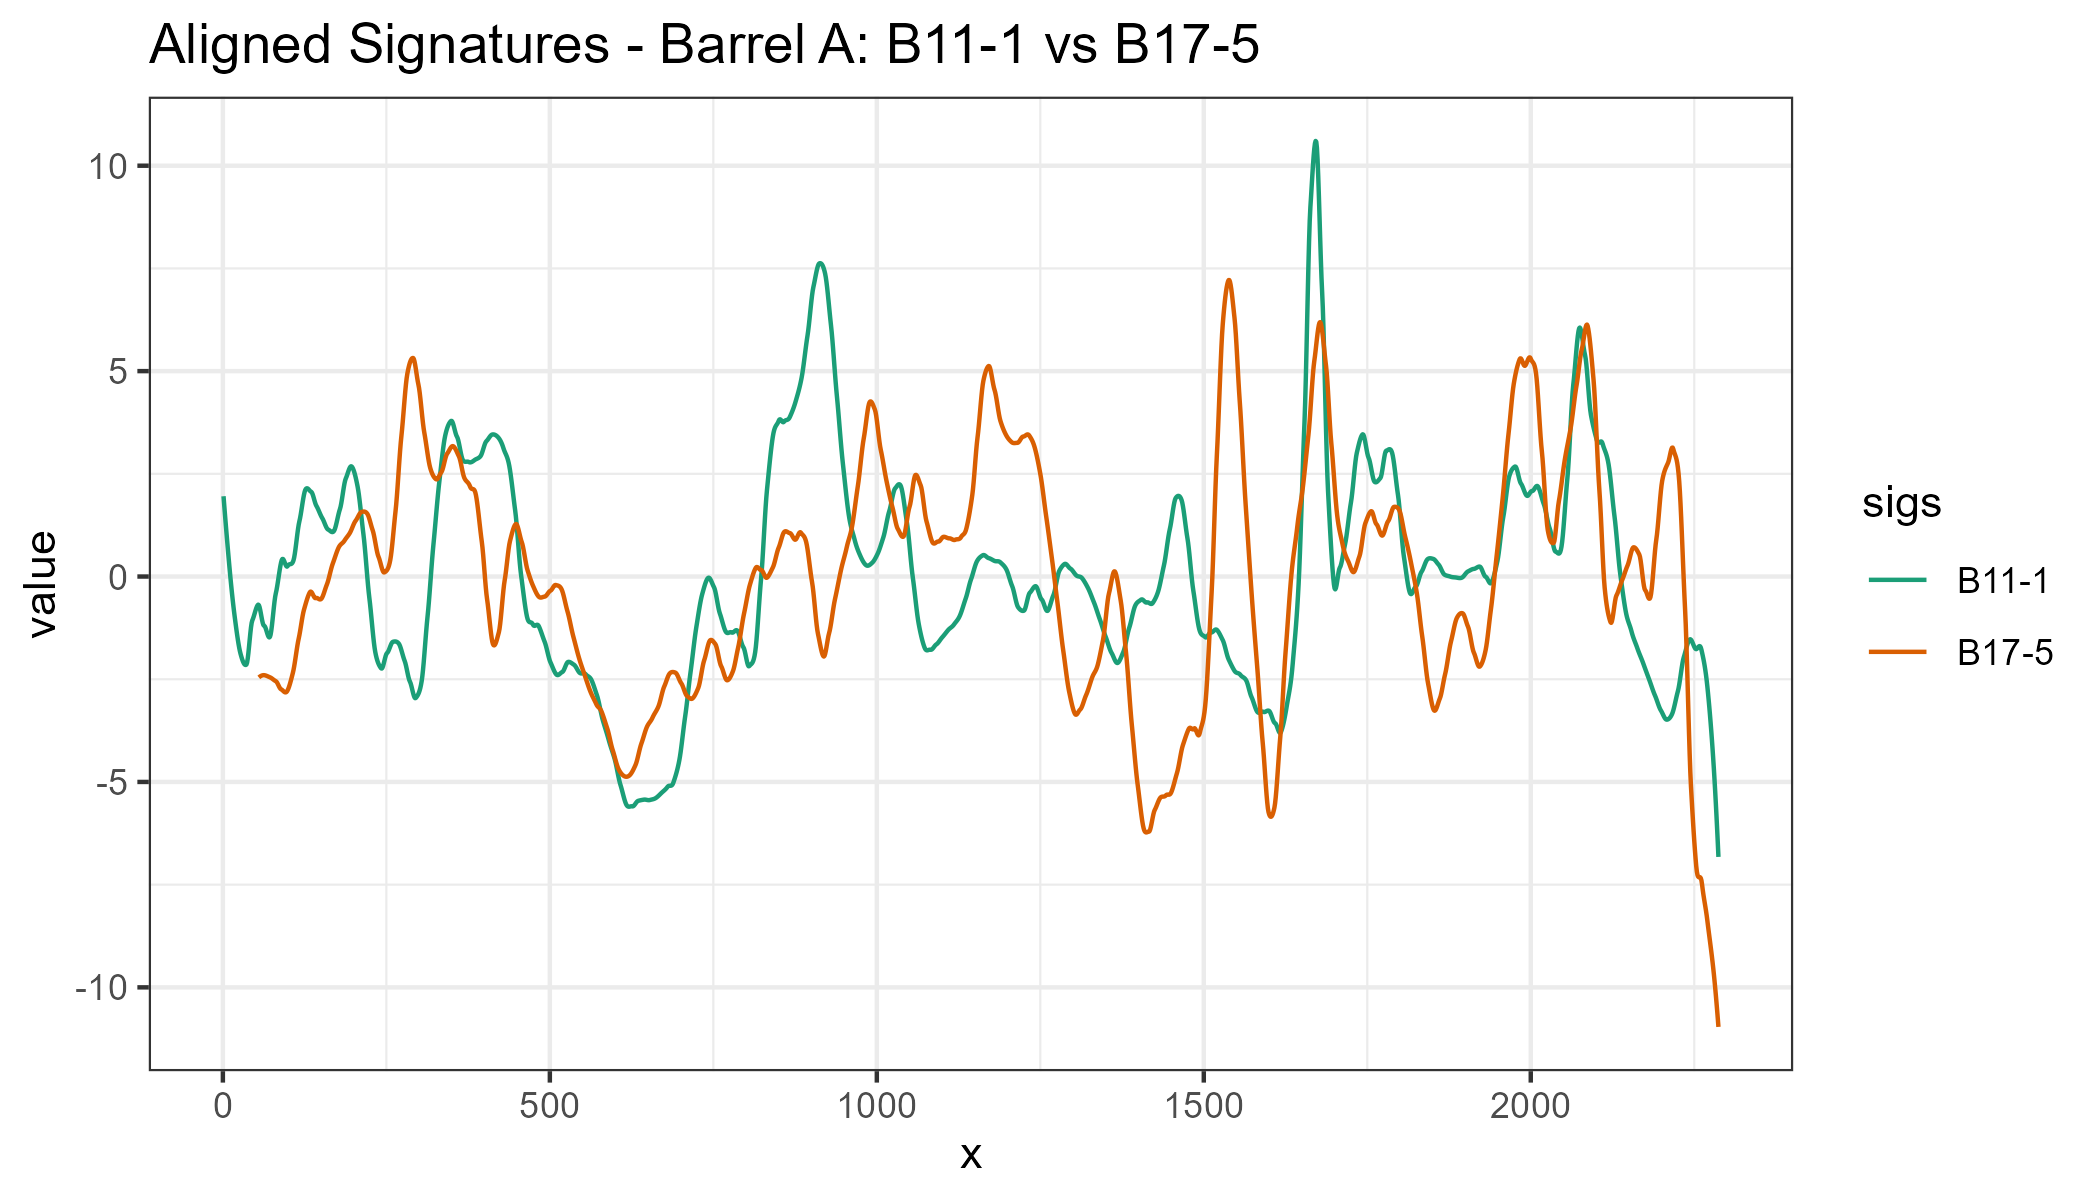 Aligned Signatures - Barrel A: B11-1 vs B17-5
10
5
0
-5
-10
value
0 500 1000 1500 2000
x
sigs
B11-1
B17-5